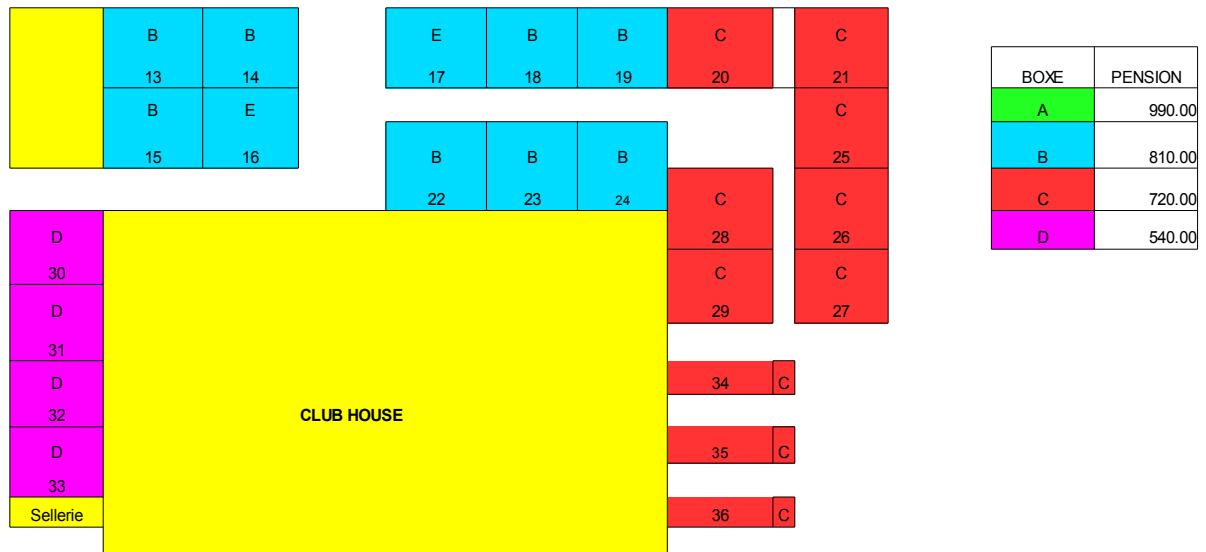 B B E B B C C
13 14 17 18 19 20 21
BOXE PENSION
B E C A 990.00
15 16 B B B 25 B 810.00
22 23 24 C C C 720.00
D 28 26 D 540.00
30 C C
D 29 27
31
D 34 C
32 CLUB HOUSE
D 35 C
33
Sellerie 36 C